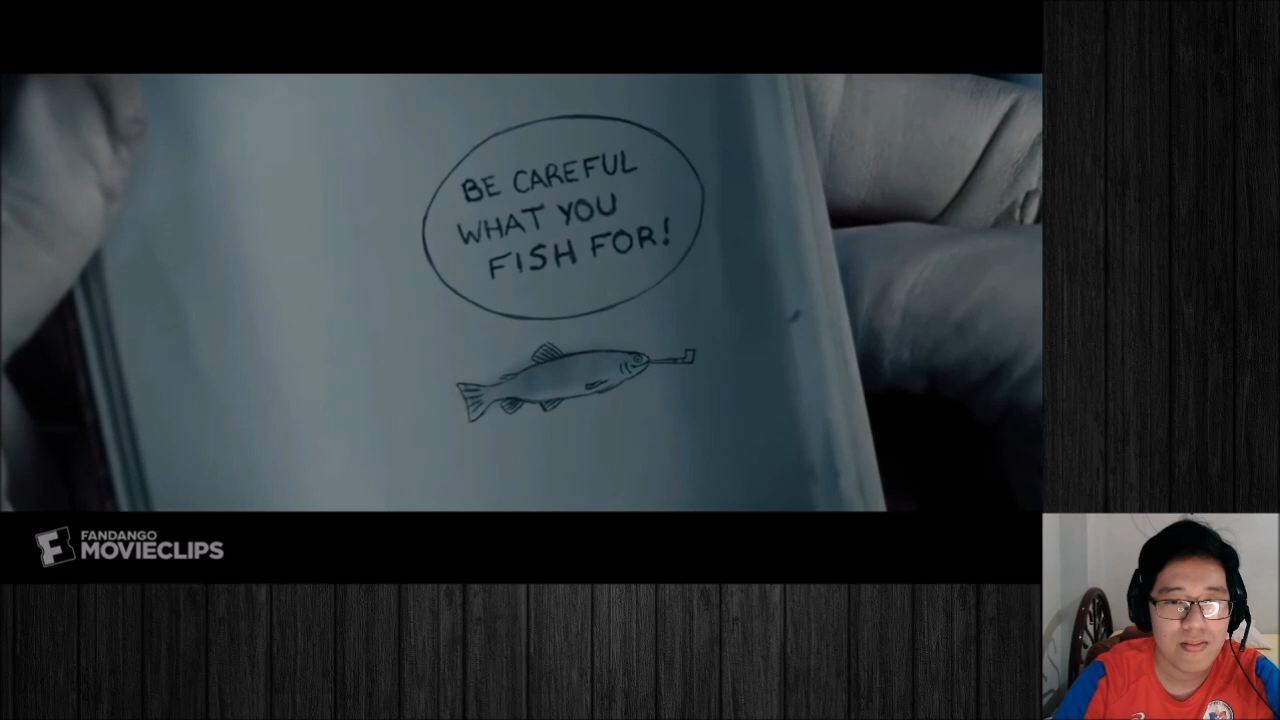 BE CAREFUL
WHAT YOU
FISH FOR!
FANDANGO
MOVIECLIPS